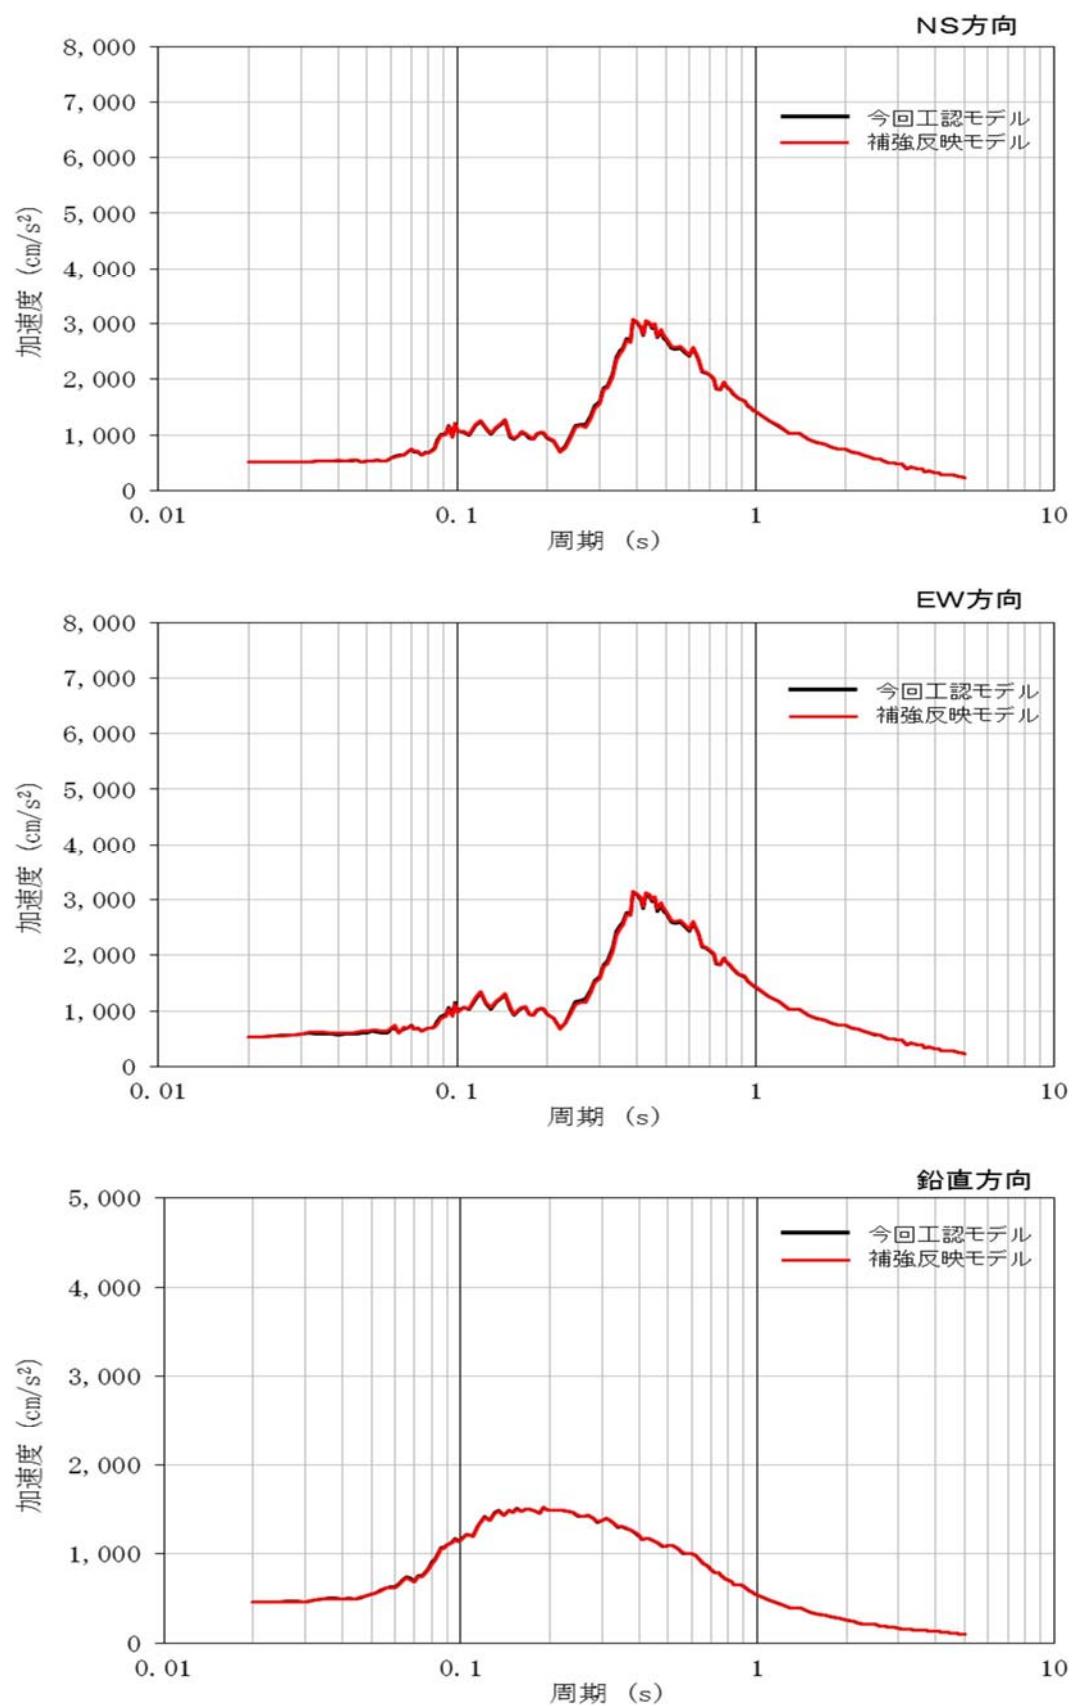 NS方向
8,000
7,000
6,000
5,000
4,000
3,000
2,000
1,000
0
今回工認モデル
補強反映モデル
加速度 (cm/s²)
0.01
0.1
1
10
周期 (s)
EW方向
8,000
7,000
6,000
5,000
4,000
3,000
2,000
1,000
0
今回工認モデル
補強反映モデル
加速度 (cm/s²)
0.01
0.1
1
10
周期 (s)
鉛直方向
5,000
4,000
3,000
2,000
1,000
0
今回工認モデル
補強反映モデル
加速度 (cm/s²)
0.01
0.1
1
10
周期 (s)